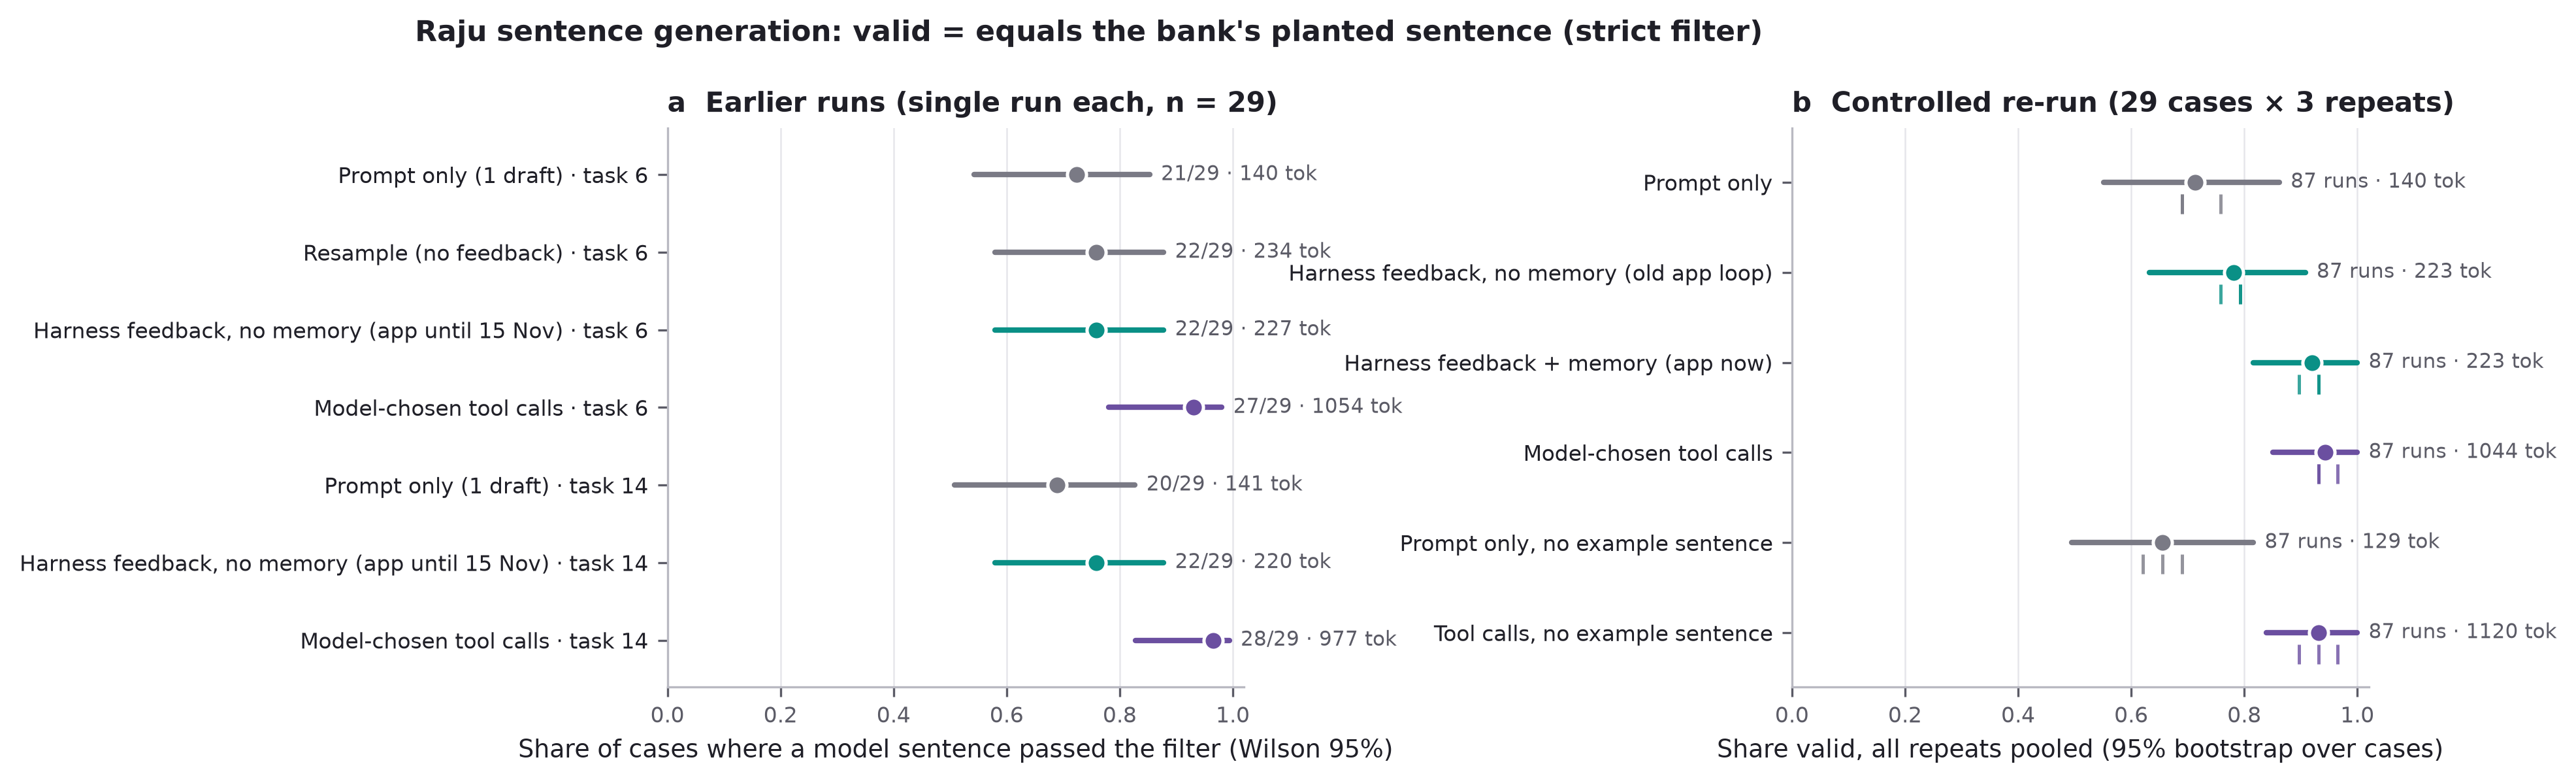 Raju sentence generation: valid = equals the bank's planted sentence (strict filter)
a Earlier runs (single run each, n = 29)
Prompt only (1 draft) · task 6
21/29 · 140 tok
Resample (no feedback) · task 6
22/29 · 234 tok
Harness feedback, no memory (app until 15 Nov) · task 6
22/29 · 227 tok
Model-chosen tool calls · task 6
27/29 · 1054 tok
Prompt only (1 draft) · task 14
20/29 · 141 tok
Harness feedback, no memory (app until 15 Nov) · task 14
22/29 · 220 tok
Model-chosen tool calls · task 14
28/29 · 977 tok
0.0 0.2 0.4 0.6 0.8 1.0
Share of cases where a model sentence passed the filter (Wilson 95%)
b Controlled re-run (29 cases × 3 repeats)
Prompt only
87 runs · 140 tok
Harness feedback, no memory (old app loop)
87 runs · 223 tok
Harness feedback + memory (app now)
87 runs · 223 tok
Model-chosen tool calls
87 runs · 1044 tok
Prompt only, no example sentence
87 runs · 129 tok
Tool calls, no example sentence
87 runs · 1120 tok
0.0 0.2 0.4 0.6 0.8 1.0
Share valid, all repeats pooled (95% bootstrap over cases)